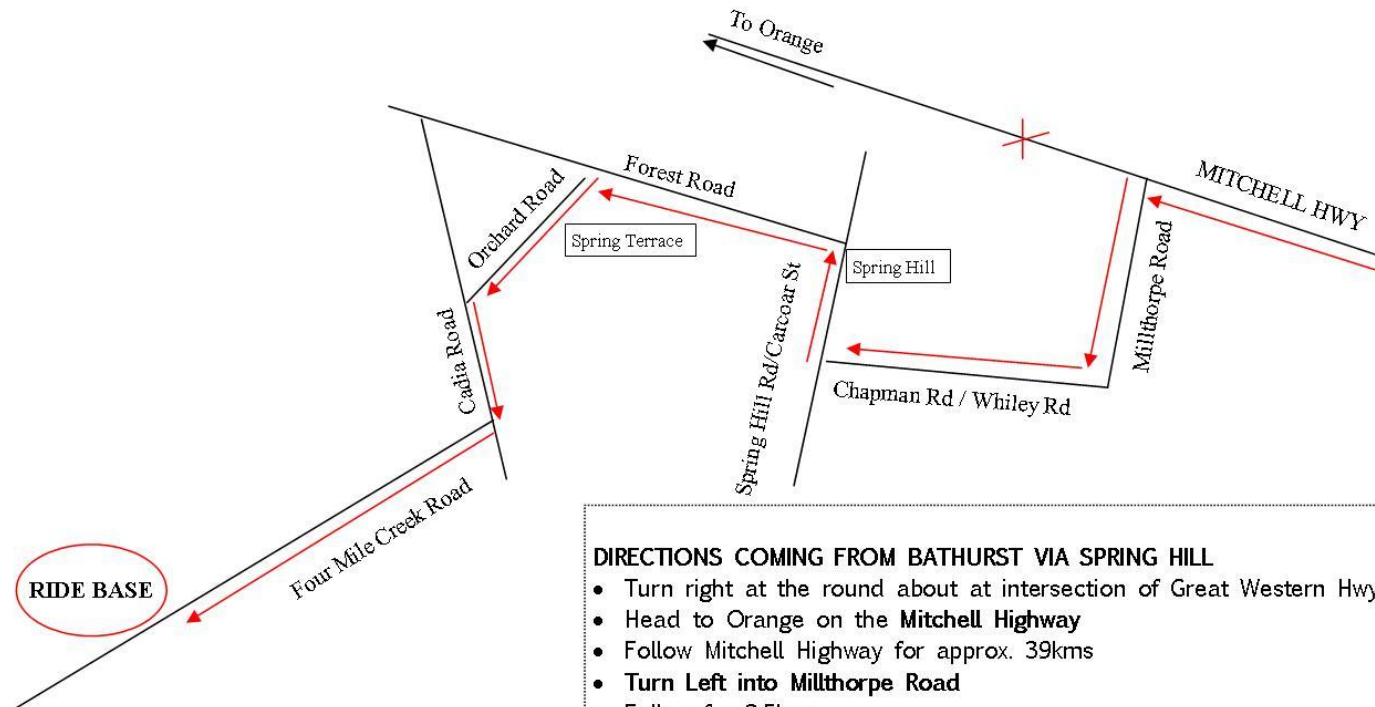 To Orange
MITCHELL HWY
Forest Road
Orchard Road
Spring Terrace
Spring Hill
Millthorpe Road
Cadia Road
Spring Hill Rd/Carcoar St
Chapman Rd / Whiley Rd
Four Mile Creek Road
RIDE BASE
DIRECTIONS COMING FROM BATHURST VIA SPRING HILL
• Turn right at the round about at intersection of Great Western Hwy
• Head to Orange on the Mitchell Highway
• Follow Mitchell Highway for approx. 39kms
• Turn Left into Millthorpe Road